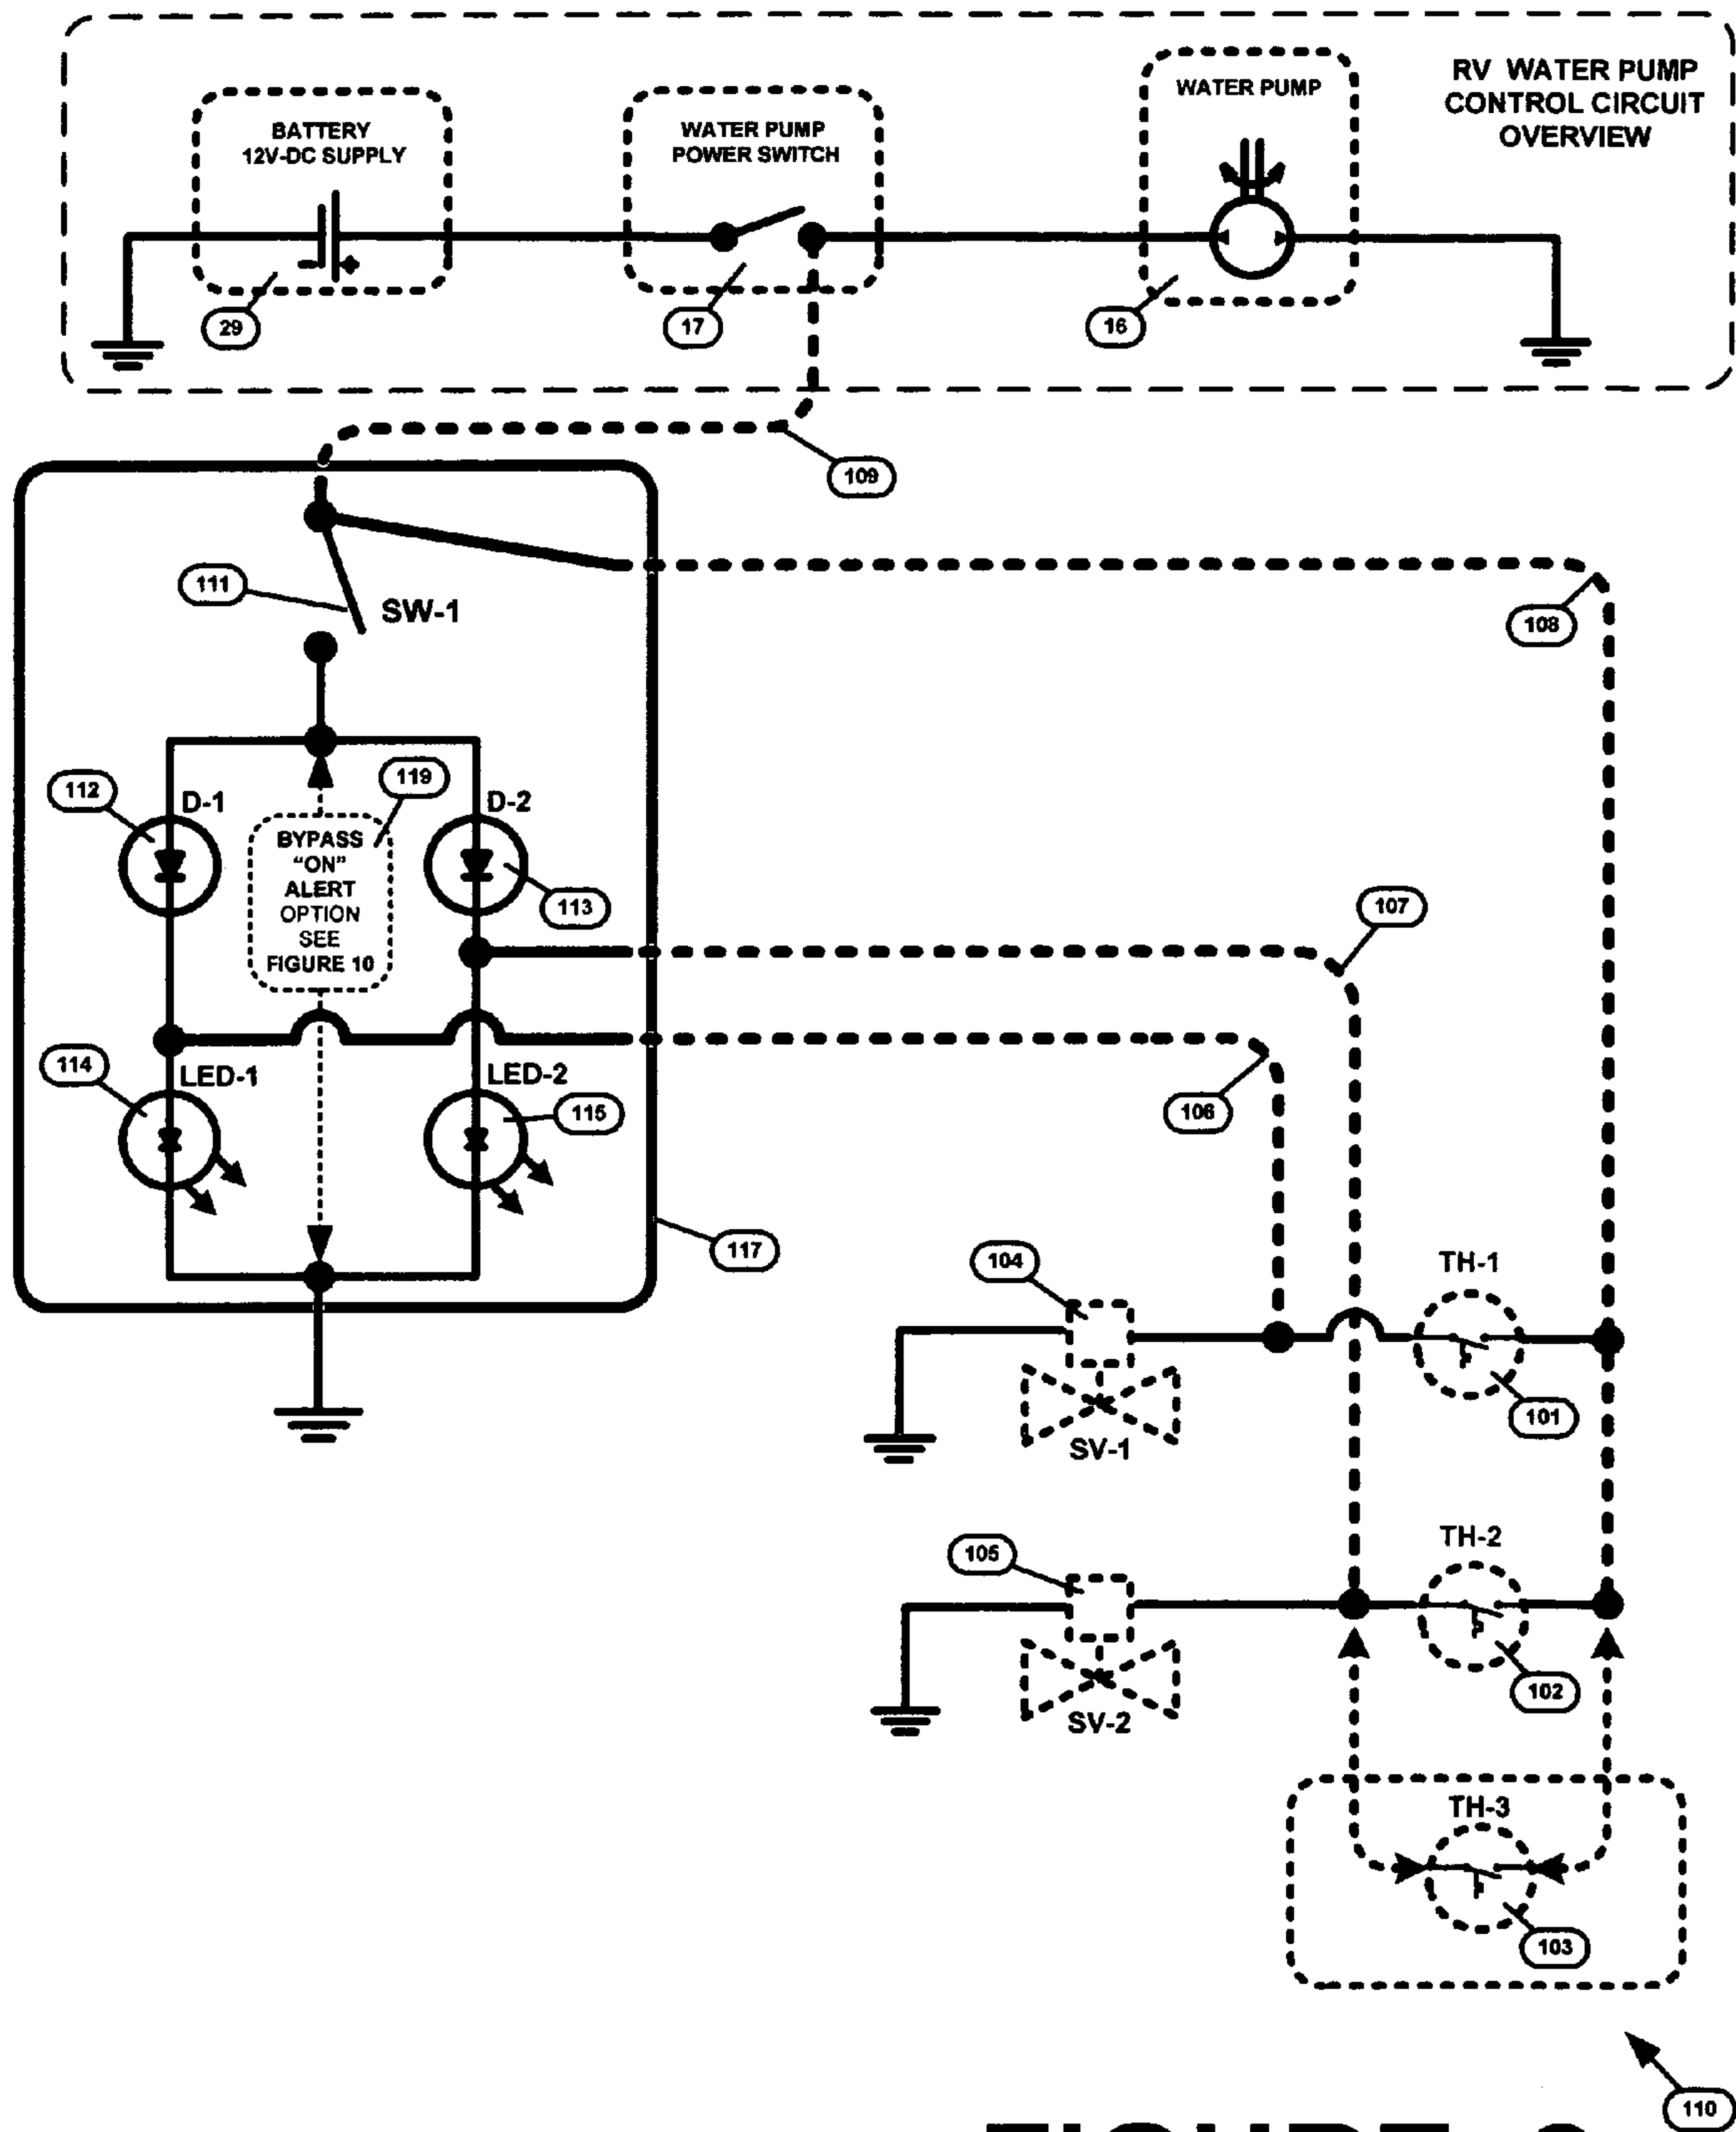 RV WATER PUMP
CONTROL CIRCUIT
OVERVIEW
BATTERY
12V-DC SUPPLY
WATER PUMP
POWER SWITCH
WATER PUMP
29
17
16
109
111
SW-1
108
112
D-1
119
D-2
BYPASS
"ON"
ALERT
OPTION
SEE
FIGURE 10
113
107
114
LED-1
LED-2
115
106
117
104
TH-1
101
SV-1
105
TH-2
102
SV-2
TH-3
103
110